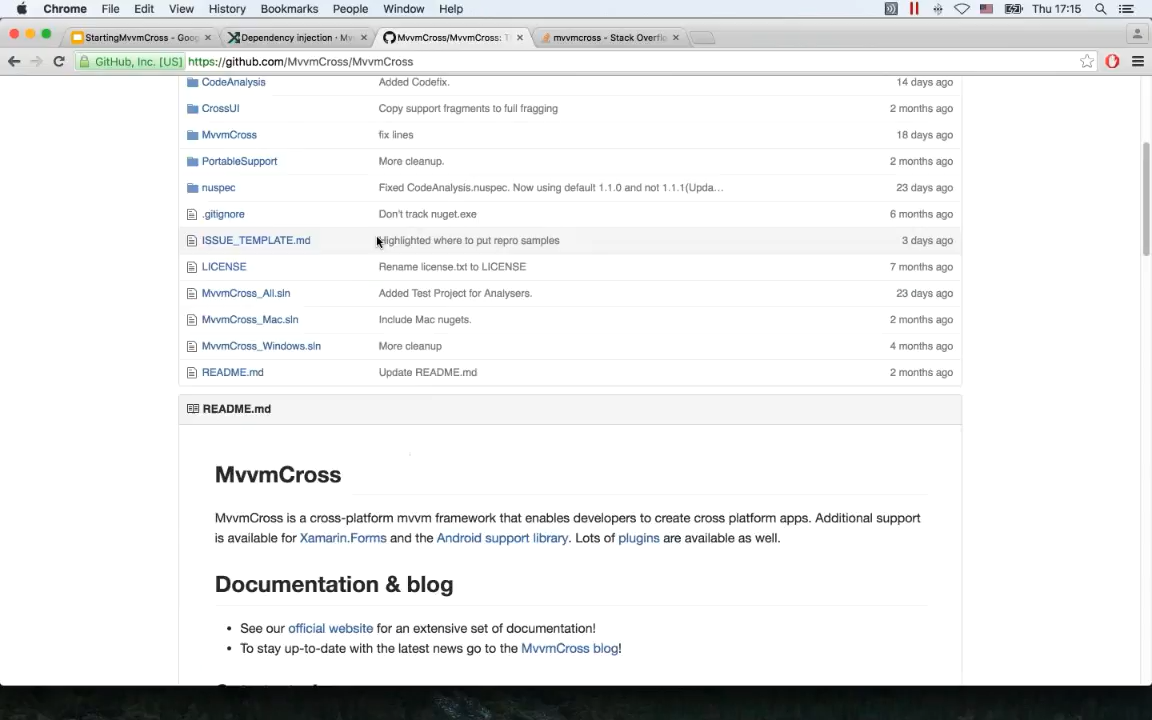 Chrome File Edit View History Bookmarks People Window Help Thu 17:15
StartingMvvmCross - Goo
Dependency injection · Mv
MvvmCross/MvvmCross: T
mvvmcross - Stack Overflo
GitHub, Inc. [US] https://github.com/MvvmCross/MvvmCross
CodeAnalysis Added Codefix. 14 days ago
CrossUI Copy support fragments to full fragging 2 months ago
MvvmCross fix lines 18 days ago
PortableSupport More cleanup. 2 months ago
nuspec Fixed CodeAnalysis.nuspec. Now using default 1.1.0 and not 1.1.1(Upda… 23 days ago
.gitignore Don't track nuget.exe 6 months ago
ISSUE_TEMPLATE.md Highlighted where to put repro samples 3 days ago
LICENSE Rename license.txt to LICENSE 7 months ago
MvvmCross_All.sln Added Test Project for Analysers. 23 days ago
MvvmCross_Mac.sln Include Mac nugets. 2 months ago
MvvmCross_Windows.sln More cleanup 4 months ago
README.md Update README.md 2 months ago
README.md
MvvmCross
MvvmCross is a cross-platform mvvm framework that enables developers to create cross platform apps. Additional support
is available for Xamarin.Forms and the Android support library. Lots of plugins are available as well.
Documentation & blog
• See our official website for an extensive set of documentation!
• To stay up-to-date with the latest news go to the MvvmCross blog!